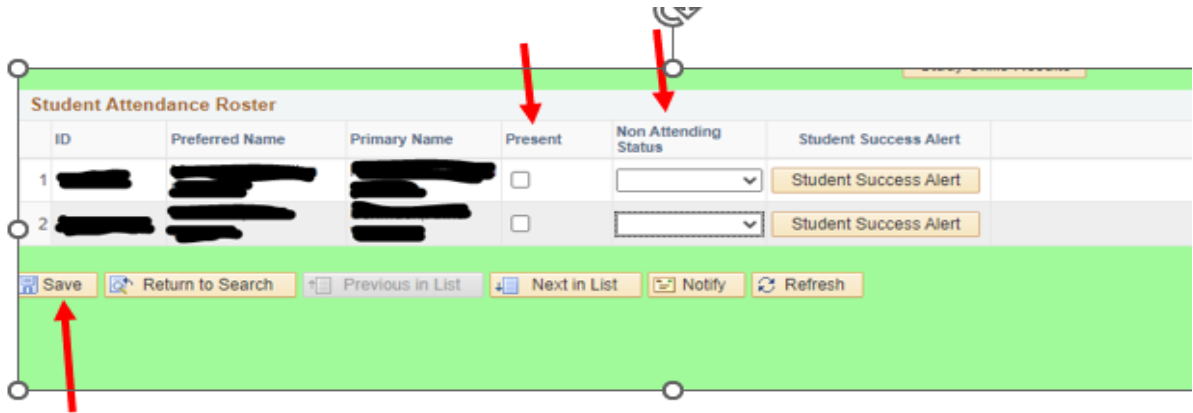 Student Attendance Roster
ID Preferred Name Primary Name Present Non Attending Status Student Success Alert
1 Student Success Alert
2 Student Success Alert
Save Return to Search Previous in List Next in List Notify Refresh